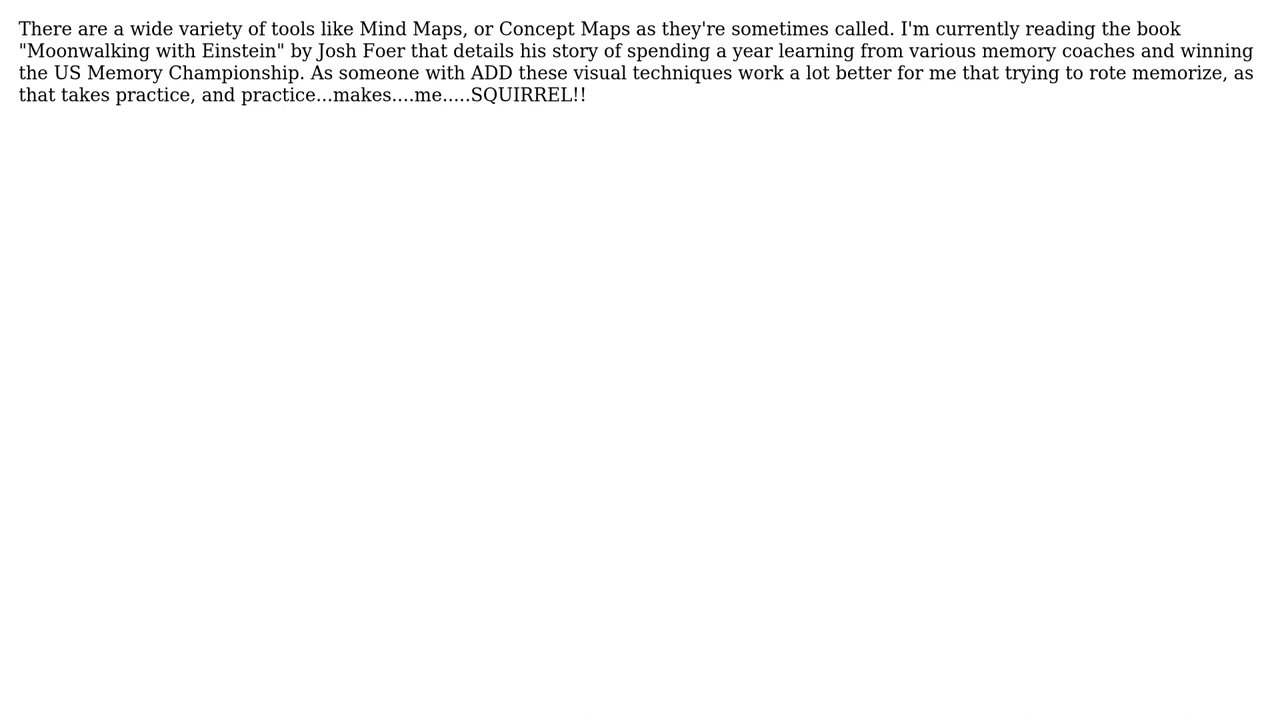 There are a wide variety of tools like Mind Maps, or Concept Maps as they're sometimes called. I'm currently reading the book
"Moonwalking with Einstein" by Josh Foer that details his story of spending a year learning from various memory coaches and winning
the US Memory Championship. As someone with ADD these visual techniques work a lot better for me that trying to rote memorize, as
that takes practice, and practice...makes....me.....SQUIRREL!!